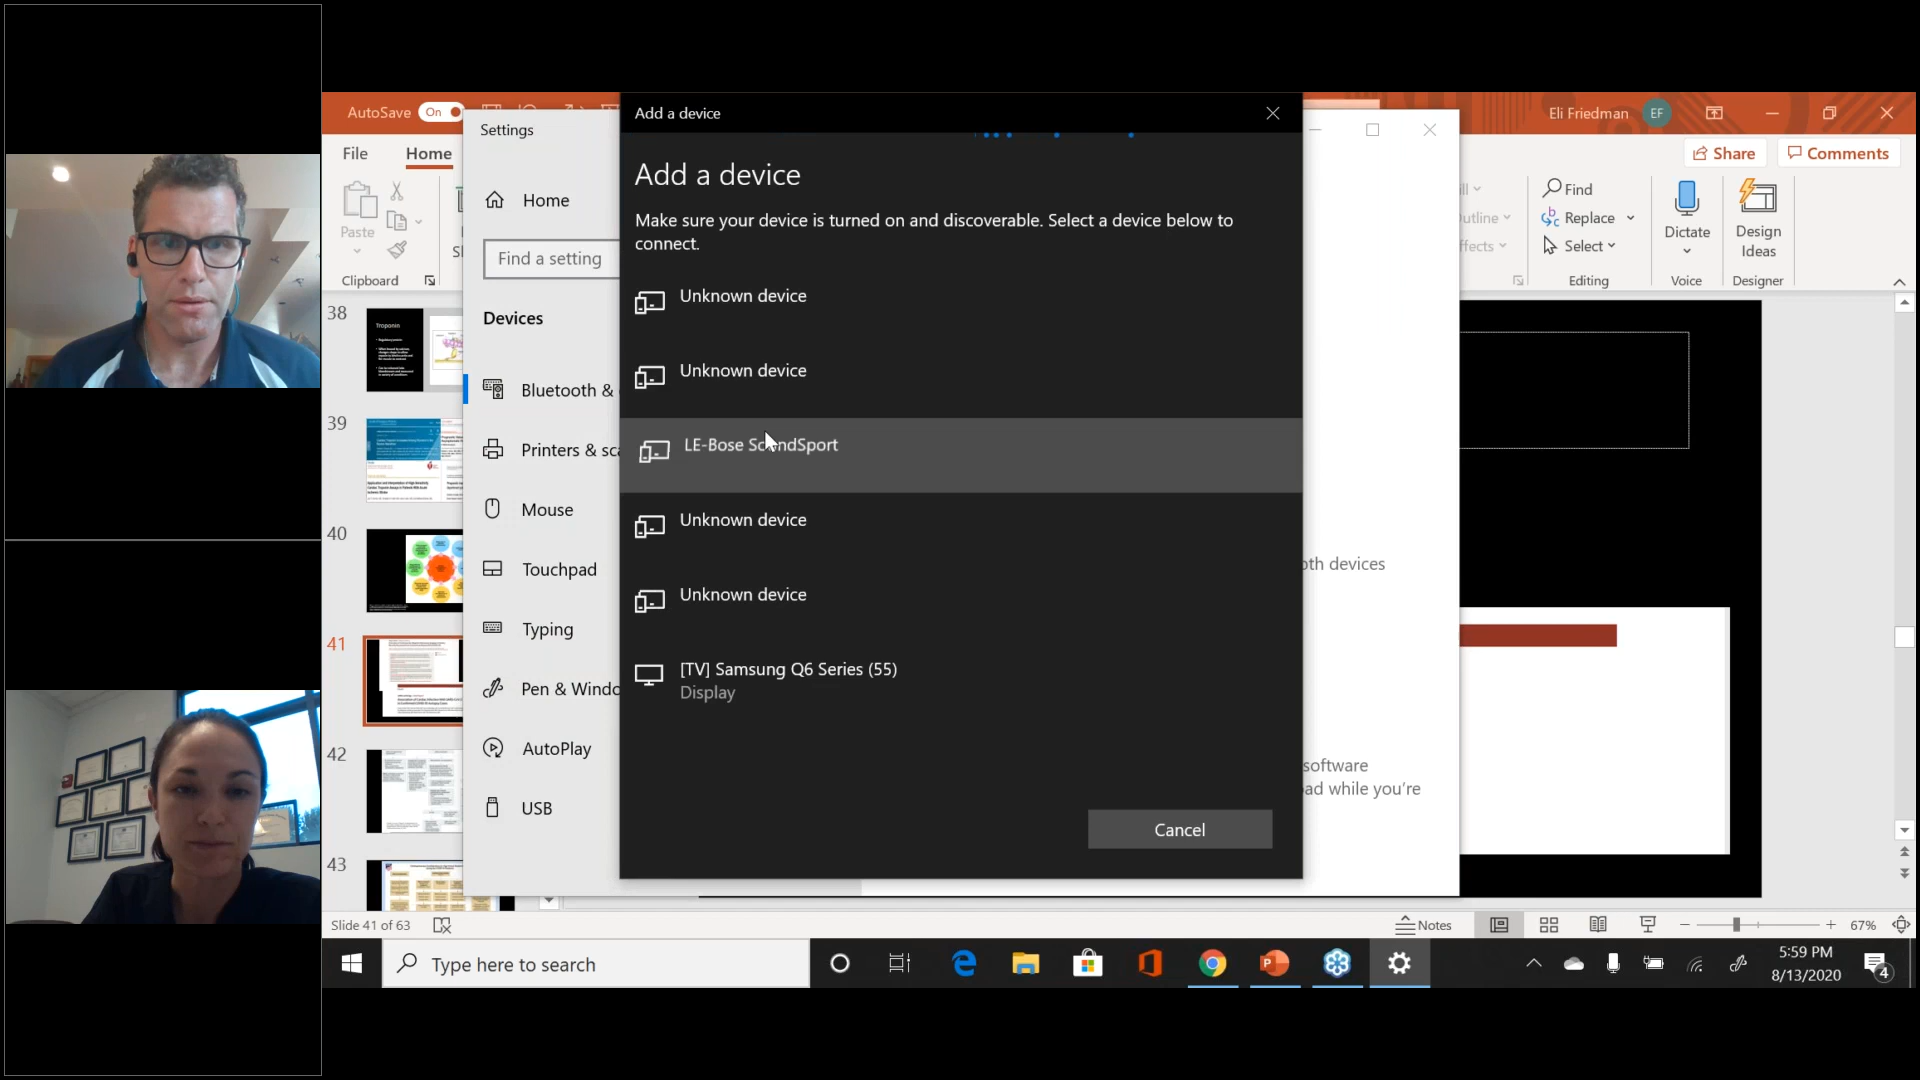 AutoSave On
Eli Friedman EF
File Home
Share Comments
Paste
Clipboard
Find
Replace
Select
Editing
Dictate
Voice
Design
Ideas
Designer
38
Troponin
39
40
41
42
43
Settings
Home
Find a setting
Devices
Bluetooth &
Printers & sca
Mouse
Touchpad
Typing
Pen & Windo
AutoPlay
USB
Add a device
Add a device
Make sure your device is turned on and discoverable. Select a device below to
connect.
Unknown device
Unknown device
LE-Bose SoundSport
Unknown device
Unknown device
[TV] Samsung Q6 Series (55)
Display
Cancel
oth devices
software
ad while you're
Slide 41 of 63
Notes
67%
Type here to search
5:59 PM
8/13/2020
4